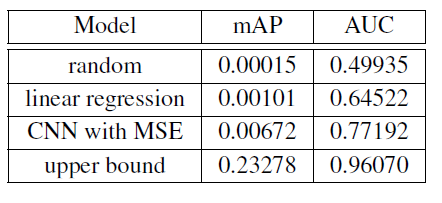 Model mAP AUC
random 0.00015 0.49935
linear regression 0.00101 0.64522
CNN with MSE 0.00672 0.77192
upper bound 0.23278 0.96070